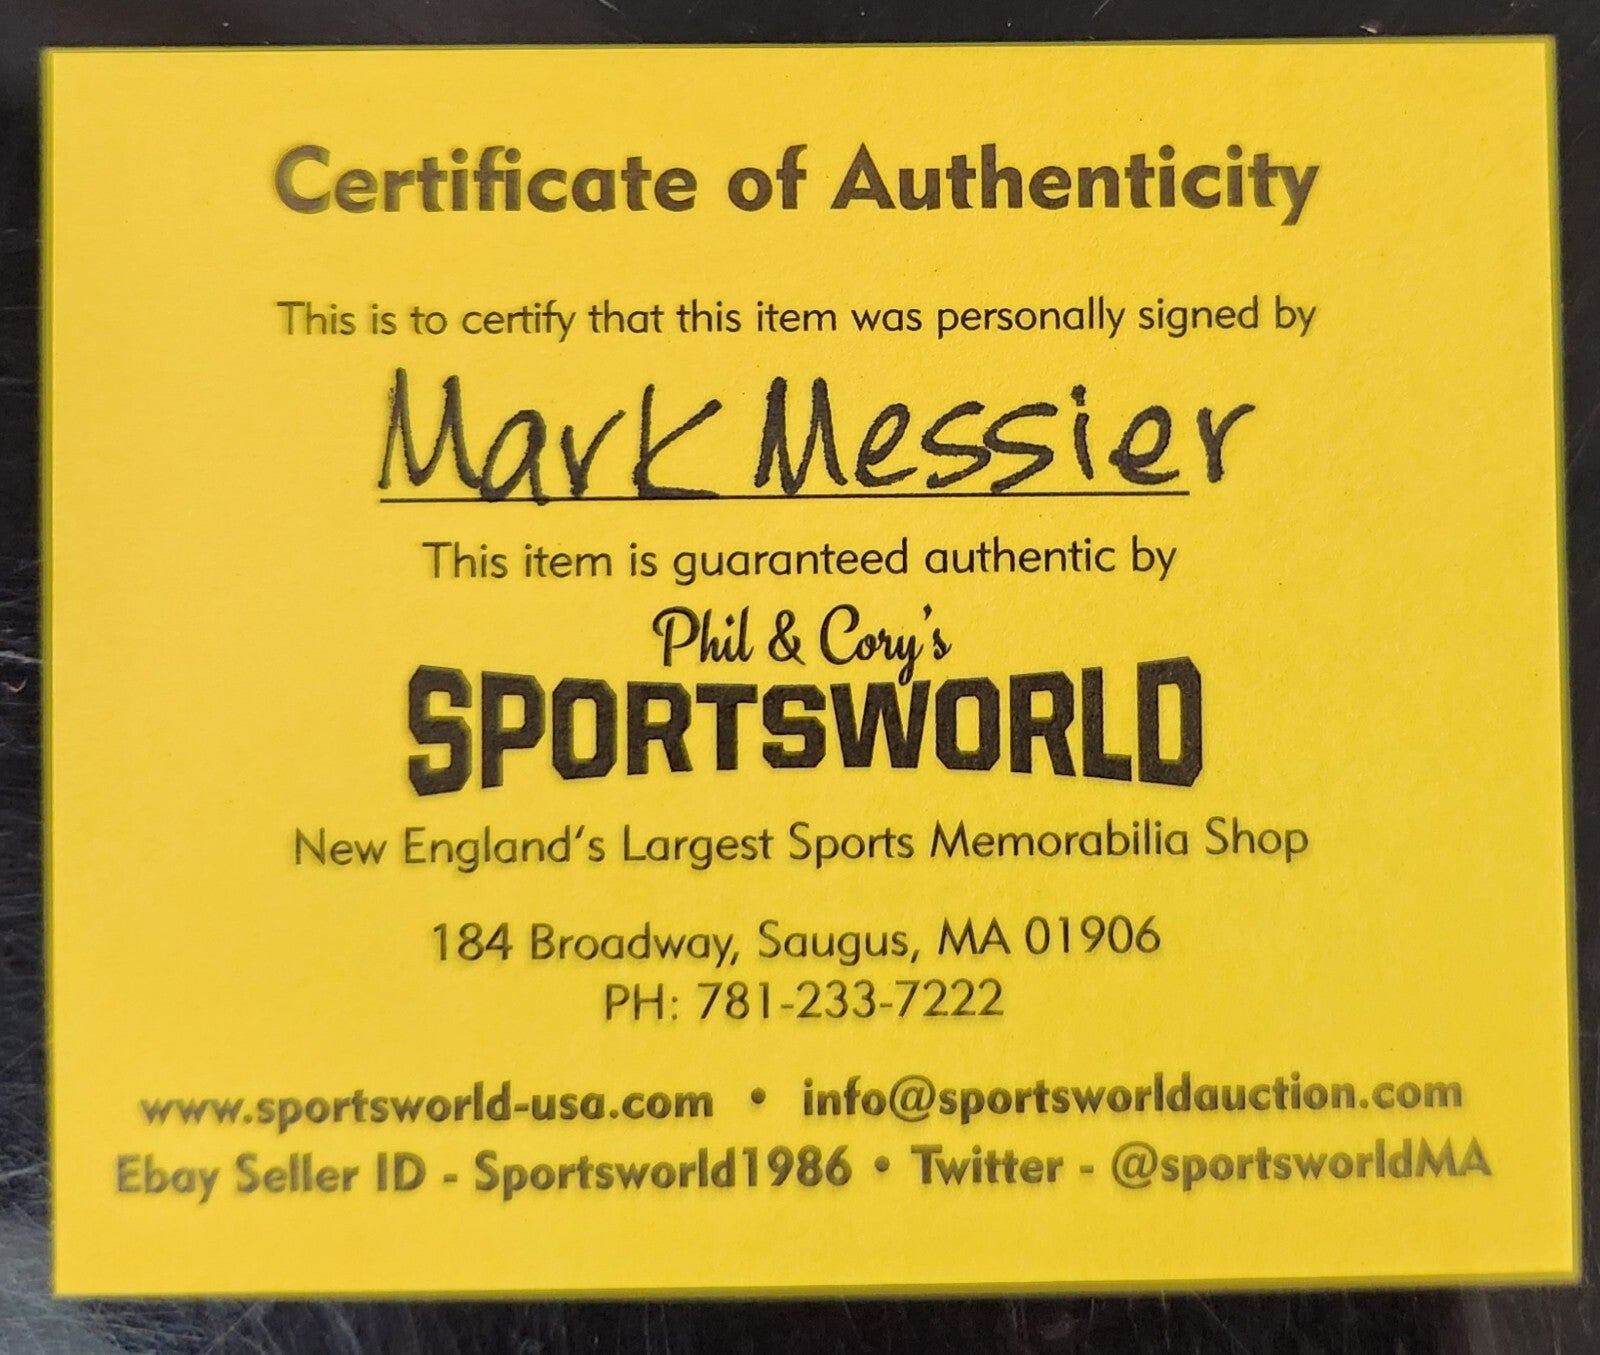 Certificate of Authenticity
This is to certify that this item was personally signed by
Mark Messier
This item is guaranteed authentic by
Phil & Cory's
SPORTSWORLD
New England's Largest Sports Memorabilia Shop
184 Broadway, Saugus, MA 01906
PH: 781-233-7222
www.sportsworld-usa.com • info@sportsworldauction.com
Ebay Seller ID - Sportsworld1986 • Twitter - @sportsworldMA